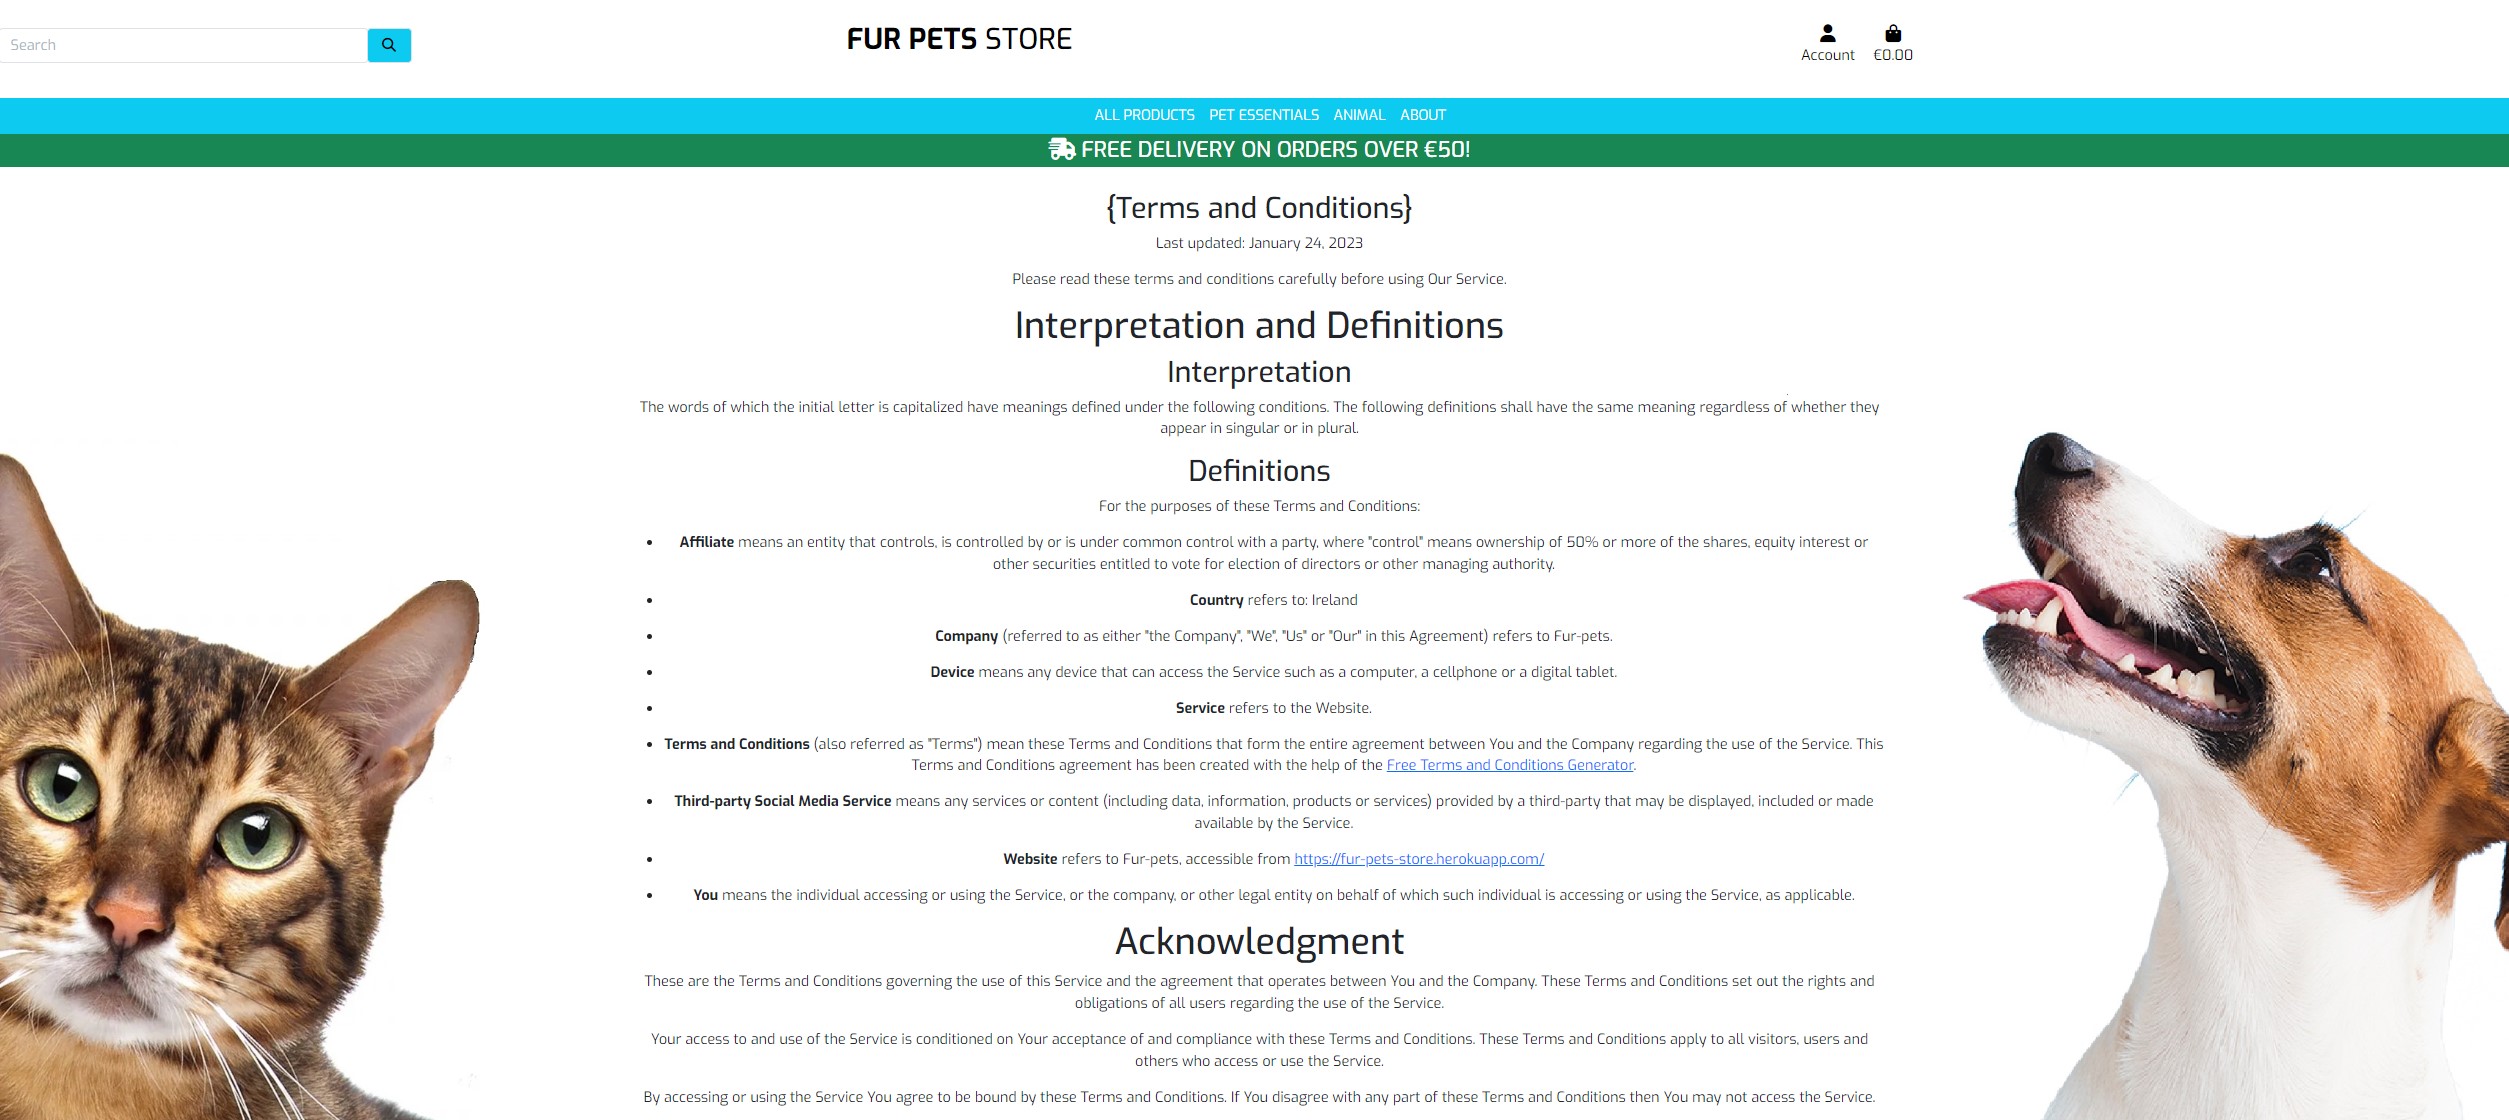 Search
FUR PETS STORE
Account
€0.00
ALL PRODUCTS PET ESSENTIALS ANIMAL ABOUT
FREE DELIVERY ON ORDERS OVER €50!
{Terms and Conditions}
Last updated: January 24, 2023
Please read these terms and conditions carefully before using Our Service.
Interpretation and Definitions
Interpretation
The words of which the initial letter is capitalized have meanings defined under the following conditions. The following definitions shall have the same meaning regardless of whether they
appear in singular or in plural.
Definitions
For the purposes of these Terms and Conditions:
• Affiliate means an entity that controls, is controlled by or is under common control with a party, where "control" means ownership of 50% or more of the shares, equity interest or
other securities entitled to vote for election of directors or other managing authority.
• Country refers to: Ireland
• Company (referred to as either "the Company", "We", "Us" or "Our" in this Agreement) refers to Fur-pets.
• Device means any device that can access the Service such as a computer, a cellphone or a digital tablet.
• Service refers to the Website.
• Terms and Conditions (also referred as "Terms") mean these Terms and Conditions that form the entire agreement between You and the Company regarding the use of the Service. This
Terms and Conditions agreement has been created with the help of the Free Terms and Conditions Generator.
• Third-party Social Media Service means any services or content (including data, information, products or services) provided by a third-party that may be displayed, included or made
available by the Service.
• Website refers to Fur-pets, accessible from https://fur-pets-store.herokuapp.com/
• You means the individual accessing or using the Service, or the company, or other legal entity on behalf of which such individual is accessing or using the Service, as applicable.
Acknowledgment
These are the Terms and Conditions governing the use of this Service and the agreement that operates between You and the Company. These Terms and Conditions set out the rights and
obligations of all users regarding the use of the Service.
Your access to and use of the Service is conditioned on Your acceptance of and compliance with these Terms and Conditions. These Terms and Conditions apply to all visitors, users and
others who access or use the Service.
By accessing or using the Service You agree to be bound by these Terms and Conditions. If You disagree with any part of these Terms and Conditions then You may not access the Service.